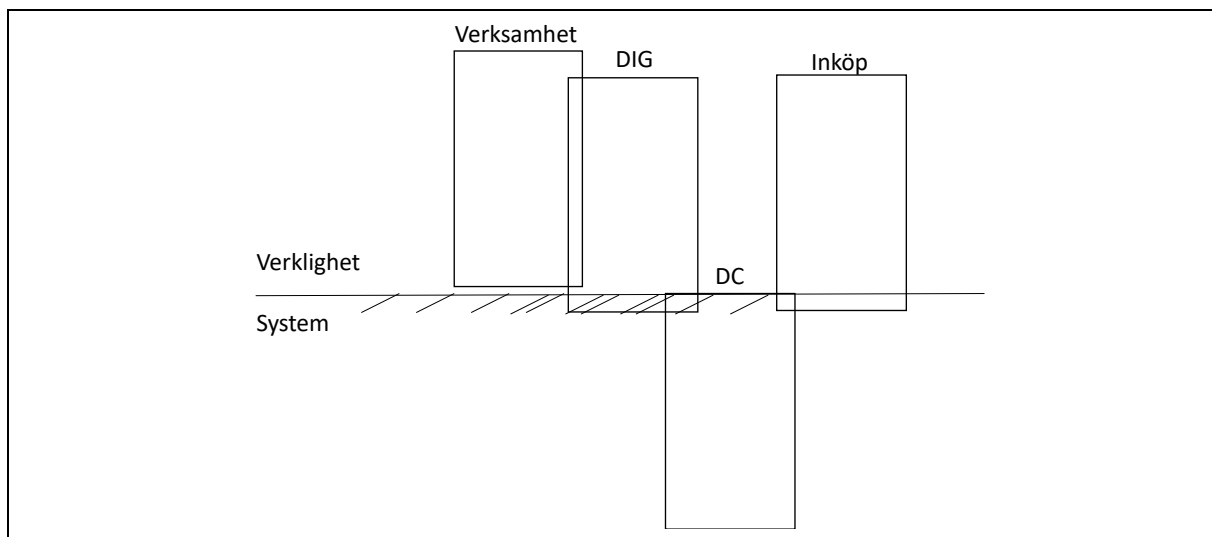 Verksamhet
DIG
Inköp
Verklighet
DC
System